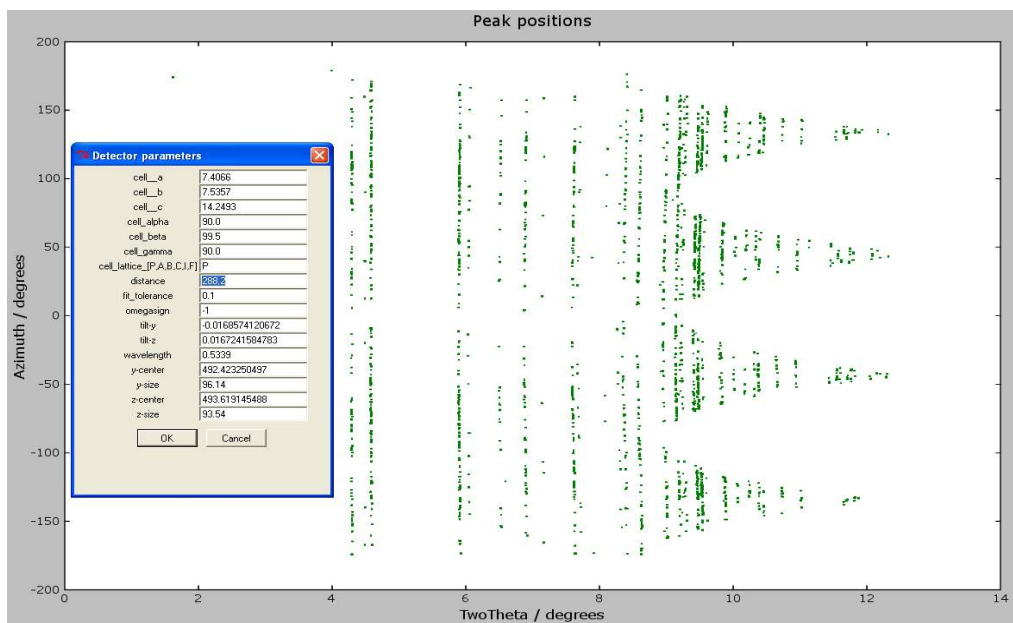 Peak positions
200
150
100
50
0
-50
-100
-150
-200
Azimuth / degrees
Detector parameters
cell__a 7.4066
cell__b 7.5357
cell__c 14.2493
cell_alpha 90.0
cell_beta 99.5
cell_gamma 90.0
cell_lattice_[P,A,B,C,I,F] P
distance 288.2
fit_tolerance 0.1
omegasign -1
tilt-y -0.0168574120672
tilt-z 0.0167241584783
wavelength 0.5339
y-center 492.423250497
y-size 96.14
z-center 493.619145488
z-size 93.54
OK Cancel
0 2 4 6 8 10 12 14
TwoTheta / degrees